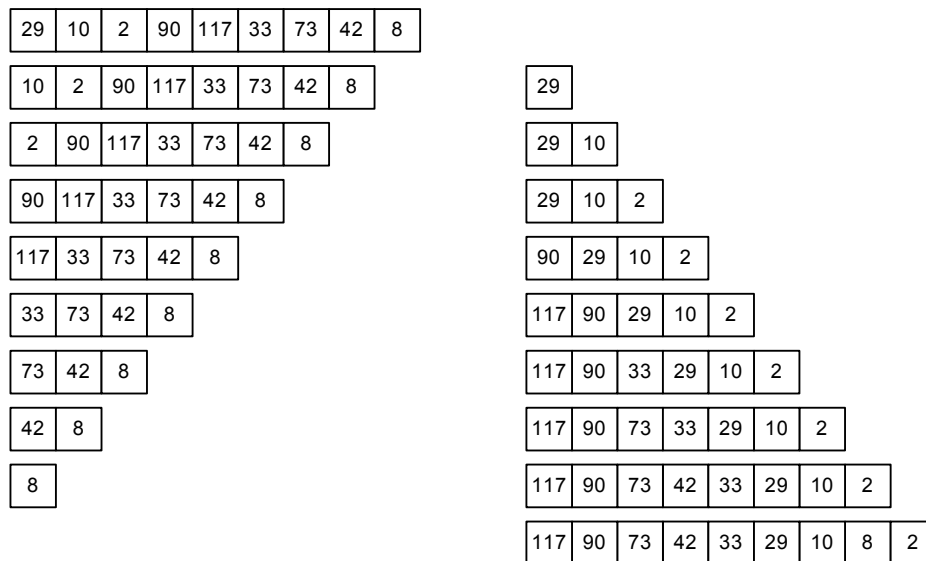 29 10 2 90 117 33 73 42 8
10 2 90 117 33 73 42 8 29
2 90 117 33 73 42 8 29 10
90 117 33 73 42 8 29 10 2
117 33 73 42 8 90 29 10 2
33 73 42 8 117 90 29 10 2
73 42 8 117 90 33 29 10 2
42 8 117 90 73 33 29 10 2
8 117 90 73 42 33 29 10 2
117 90 73 42 33 29 10 8 2